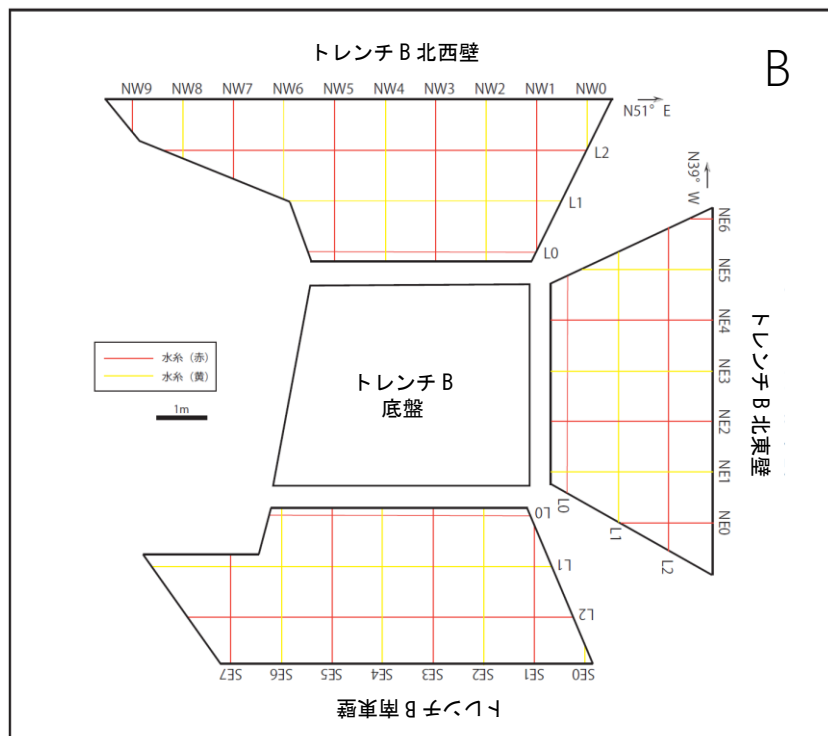 トレンチ B 北西壁
B
NW9 NW8 NW7 NW6 NW5 NW4 NW3 NW2 NW1 NW0
N51° E
L2
L1
L0
N39° W
NE6
NE5
NE4
NE3
NE2
NE1
NE0
トレンチ B 北東壁
L0
L1
L2
水糸（赤）
水糸（黄）
1m
トレンチ B
底盤
L0
L1
L2
SE7 SE6 SE5 SE4 SE3 SE2 SE1 SE0
トレンチ B 南東壁